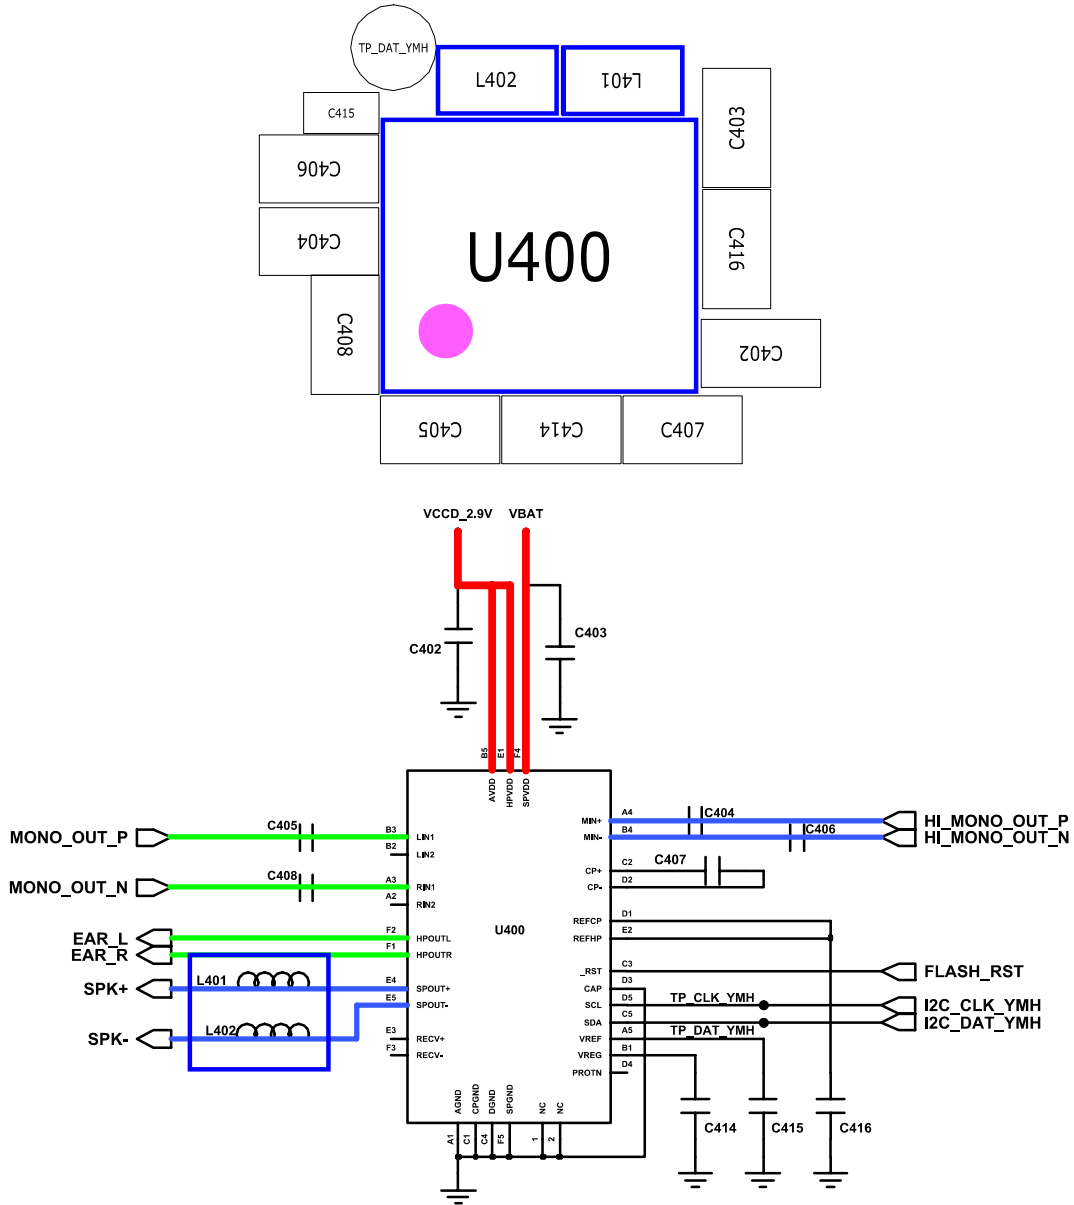 TP_DAT_YMH
L402
L401
C415
C403
C406
C404
C416
U400
C408
C402
C405
C414
C407
VCCD_2.9V
VBAT
C402
C403
B5
E1
F4
AVDD
HPVDD
SPVDD
MONO_OUT_P
C405
B3
LIN1
B2
LIN2
MONO_OUT_N
C408
A3
RIN1
A2
RIN2
EAR_L
F2
HPOUTL
EAR_R
F1
HPOUTR
SPK+
L401
E4
SPOUT+
E5
SPOUT-
SPK-
L402
E3
RECV+
F3
RECV-
U400
MIN+
A4
C404
HI_MONO_OUT_P
MIN-
B4
C406
HI_MONO_OUT_N
C407
CP+
C2
CP-
D2
REFCP
D1
REFHP
E2
_RST
C3
FLASH_RST
CAP
D3
SCL
D5
TP_CLK_YMH
I2C_CLK_YMH
SDA
C5
I2C_DAT_YMH
VREF
A5
TP_DAT_YMH
VREG
B1
PROTN
D4
AGND
CPGND
DGND
SPGND
NC
NC
A1
C1
C4
F5
1
2
C414
C415
C416